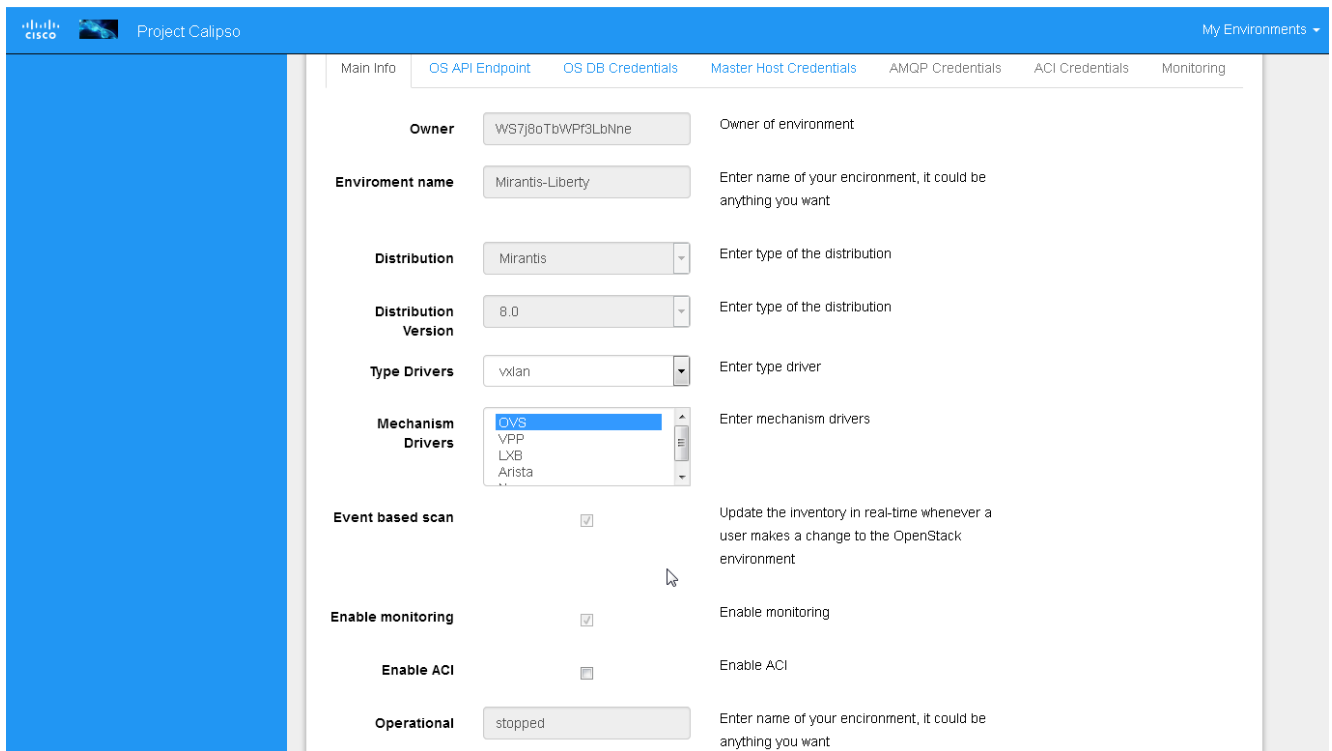 CISCO Project Calipso My Environments
Main Info OS API Endpoint OS DB Credentials Master Host Credentials AMQP Credentials ACI Credentials Monitoring
Owner WS7j8oTbWPf3LbNne Owner of environment
Enviroment name Mirantis-Liberty Enter name of your encironment, it could be
anything you want
Distribution Mirantis Enter type of the distribution
Distribution 8.0 Enter type of the distribution
Version
Type Drivers vxlan Enter type driver
Mechanism OVS Enter mechanism drivers
Drivers VPP
LXB
Arista
Event based scan Update the inventory in real-time whenever a
user makes a change to the OpenStack
environment
Enable monitoring Enable monitoring
Enable ACI Enable ACI
Operational stopped Enter name of your encironment, it could be
anything you want